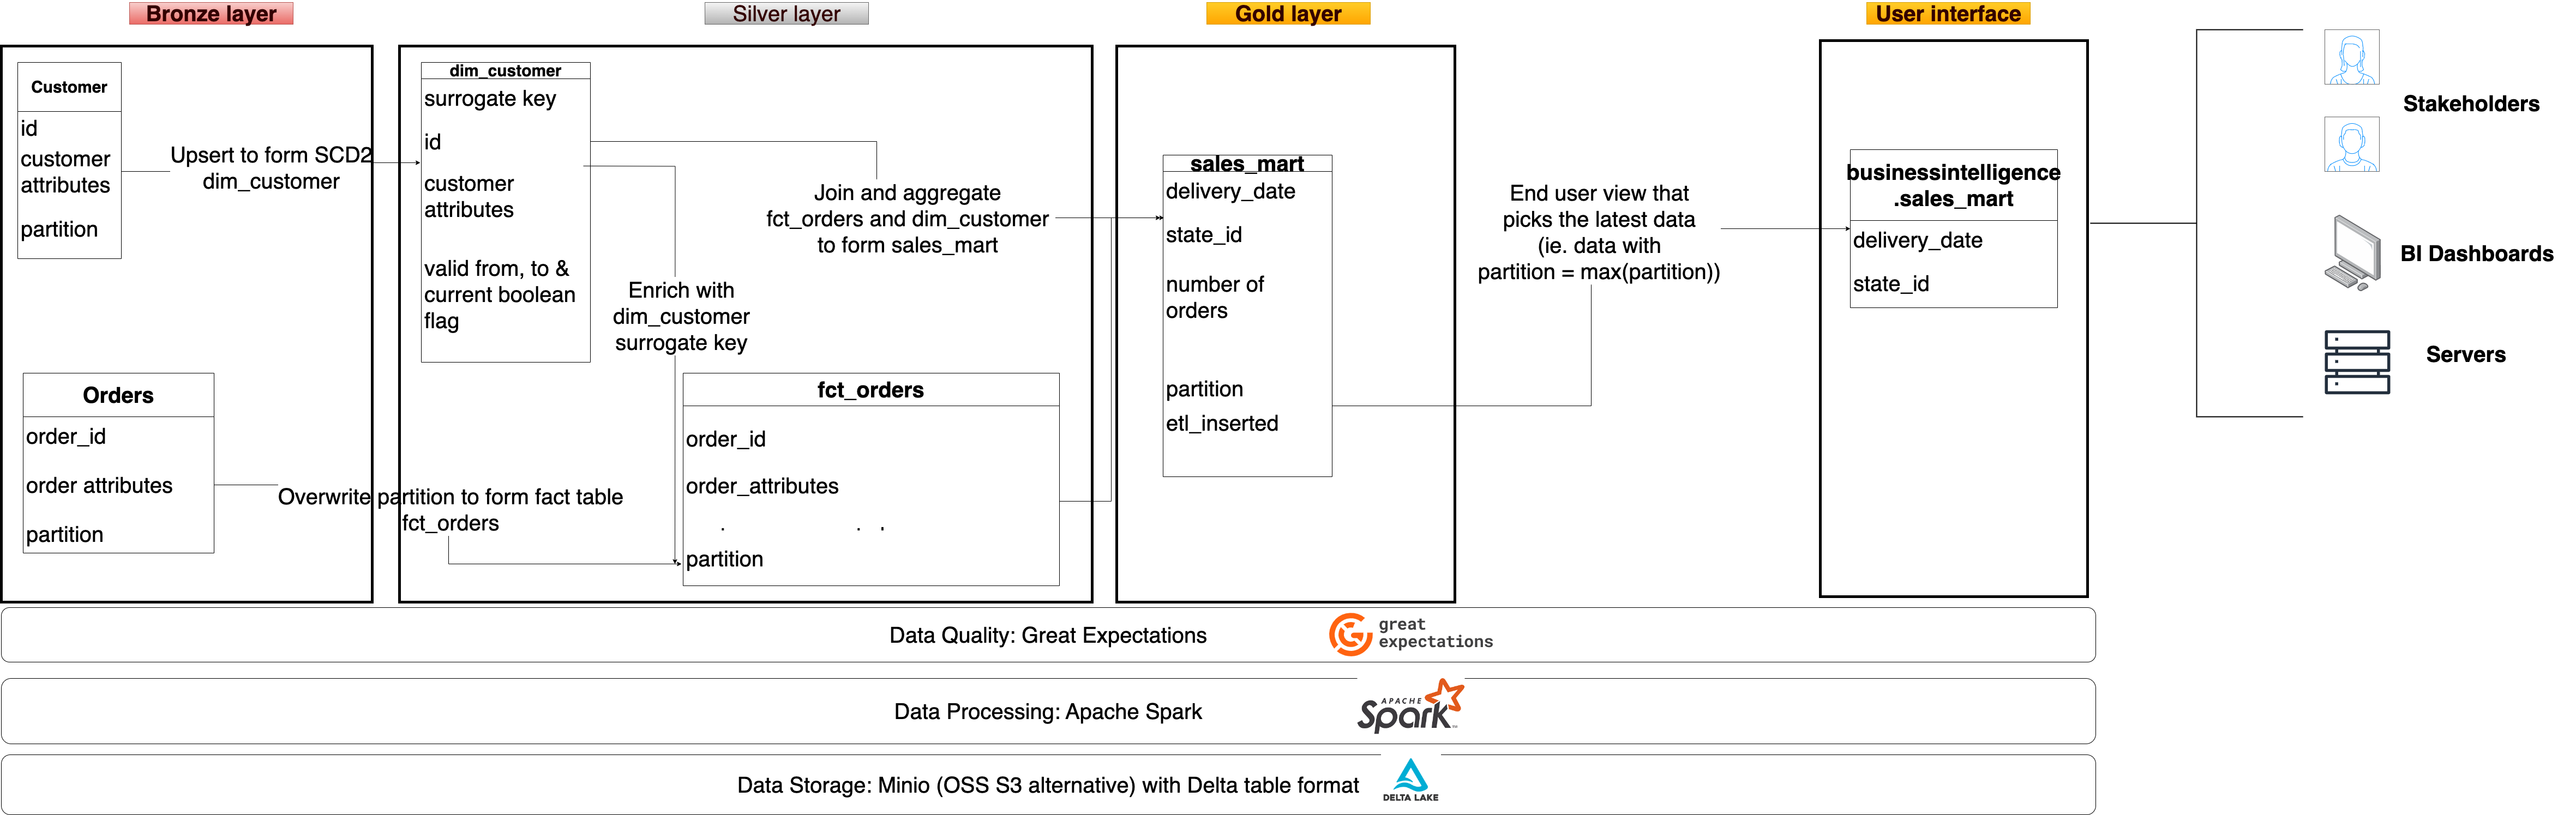 Bronze layer
Silver layer
Gold layer
User interface
Customer
id
customer
attributes
partition
Upsert to form SCD2
dim_customer
Orders
order_id
order attributes
partition
Overwrite partition to form fact table
fct_orders
dim_customer
surrogate key
id
customer
attributes
valid from, to &
current boolean
flag
Enrich with
dim_customer
surrogate key
fct_orders
order_id
order_attributes
partition
Join and aggregate
fct_orders and dim_customer
to form sales_mart
sales_mart
delivery_date
state_id
number of
orders
partition
etl_inserted
End user view that
picks the latest data
(ie. data with
partition = max(partition))
businessintelligence
.sales_mart
delivery_date
state_id
Stakeholders
BI Dashboards
Servers
Data Quality: Great Expectations
great
expectations
Data Processing: Apache Spark
APACHE
Spark
Data Storage: Minio (OSS S3 alternative) with Delta table format
DELTA LAKE